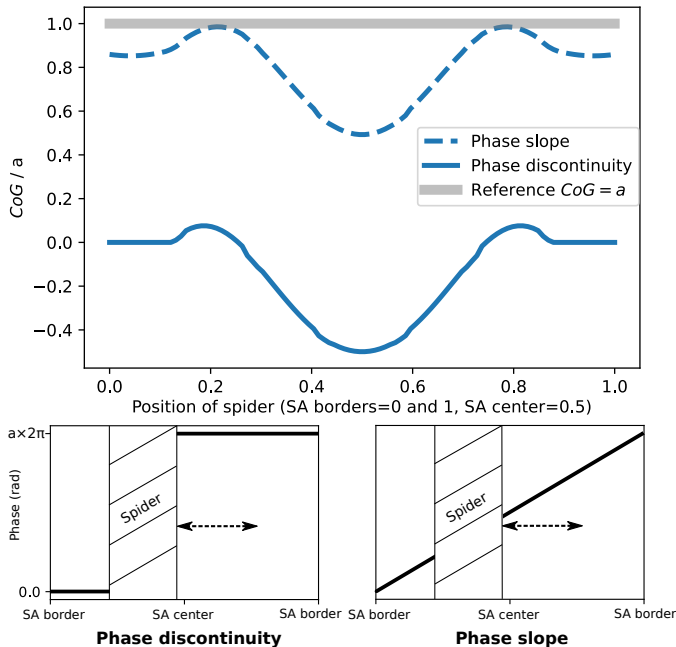 1.0
0.8
0.6
0.4
0.2
0.0
−0.2
−0.4
CoG / a
Phase slope
Phase discontinuity
Reference CoG = a
0.0 0.2 0.4 0.6 0.8 1.0
Position of spider (SA borders=0 and 1, SA center=0.5)
a×2π
0.0
Phase (rad)
Spider
SA border SA center SA border
Phase discontinuity
Spider
SA border SA center SA border
Phase slope